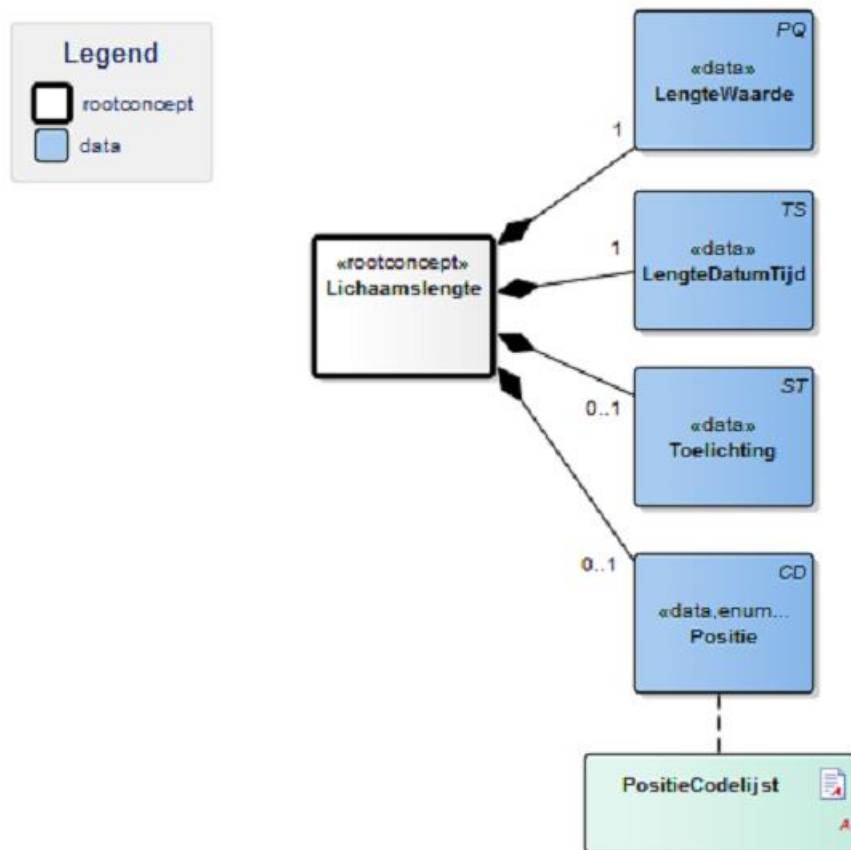 Legend
rootconcept
data
PQ
«data»
LengteWaarde
1
TS
«data»
LengteDatumTijd
1
«rootconcept»
Lichaamslengte
ST
«data»
Toelichting
0..1
CD
«data,enum...
Positie
0..1
PositieCodelijst
A
A